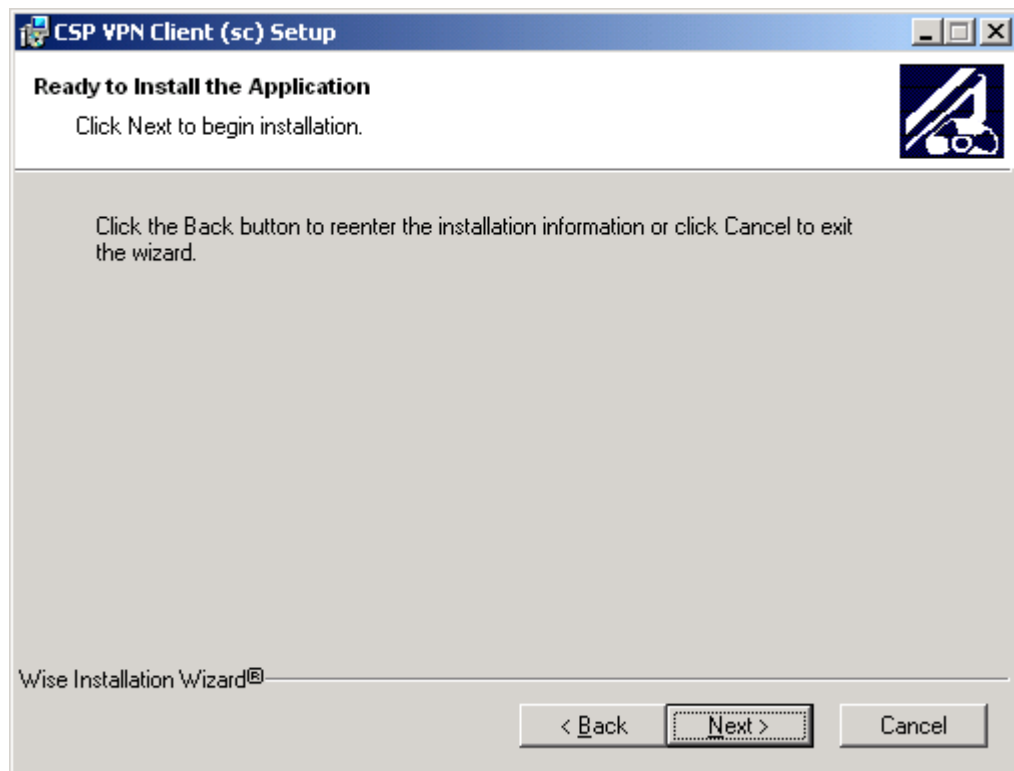 CSP VPN Client (sc) Setup
Ready to Install the Application
Click Next to begin installation.
Click the Back button to reenter the installation information or click Cancel to exit
the wizard.
Wise Installation Wizard®
< Back
Next >
Cancel